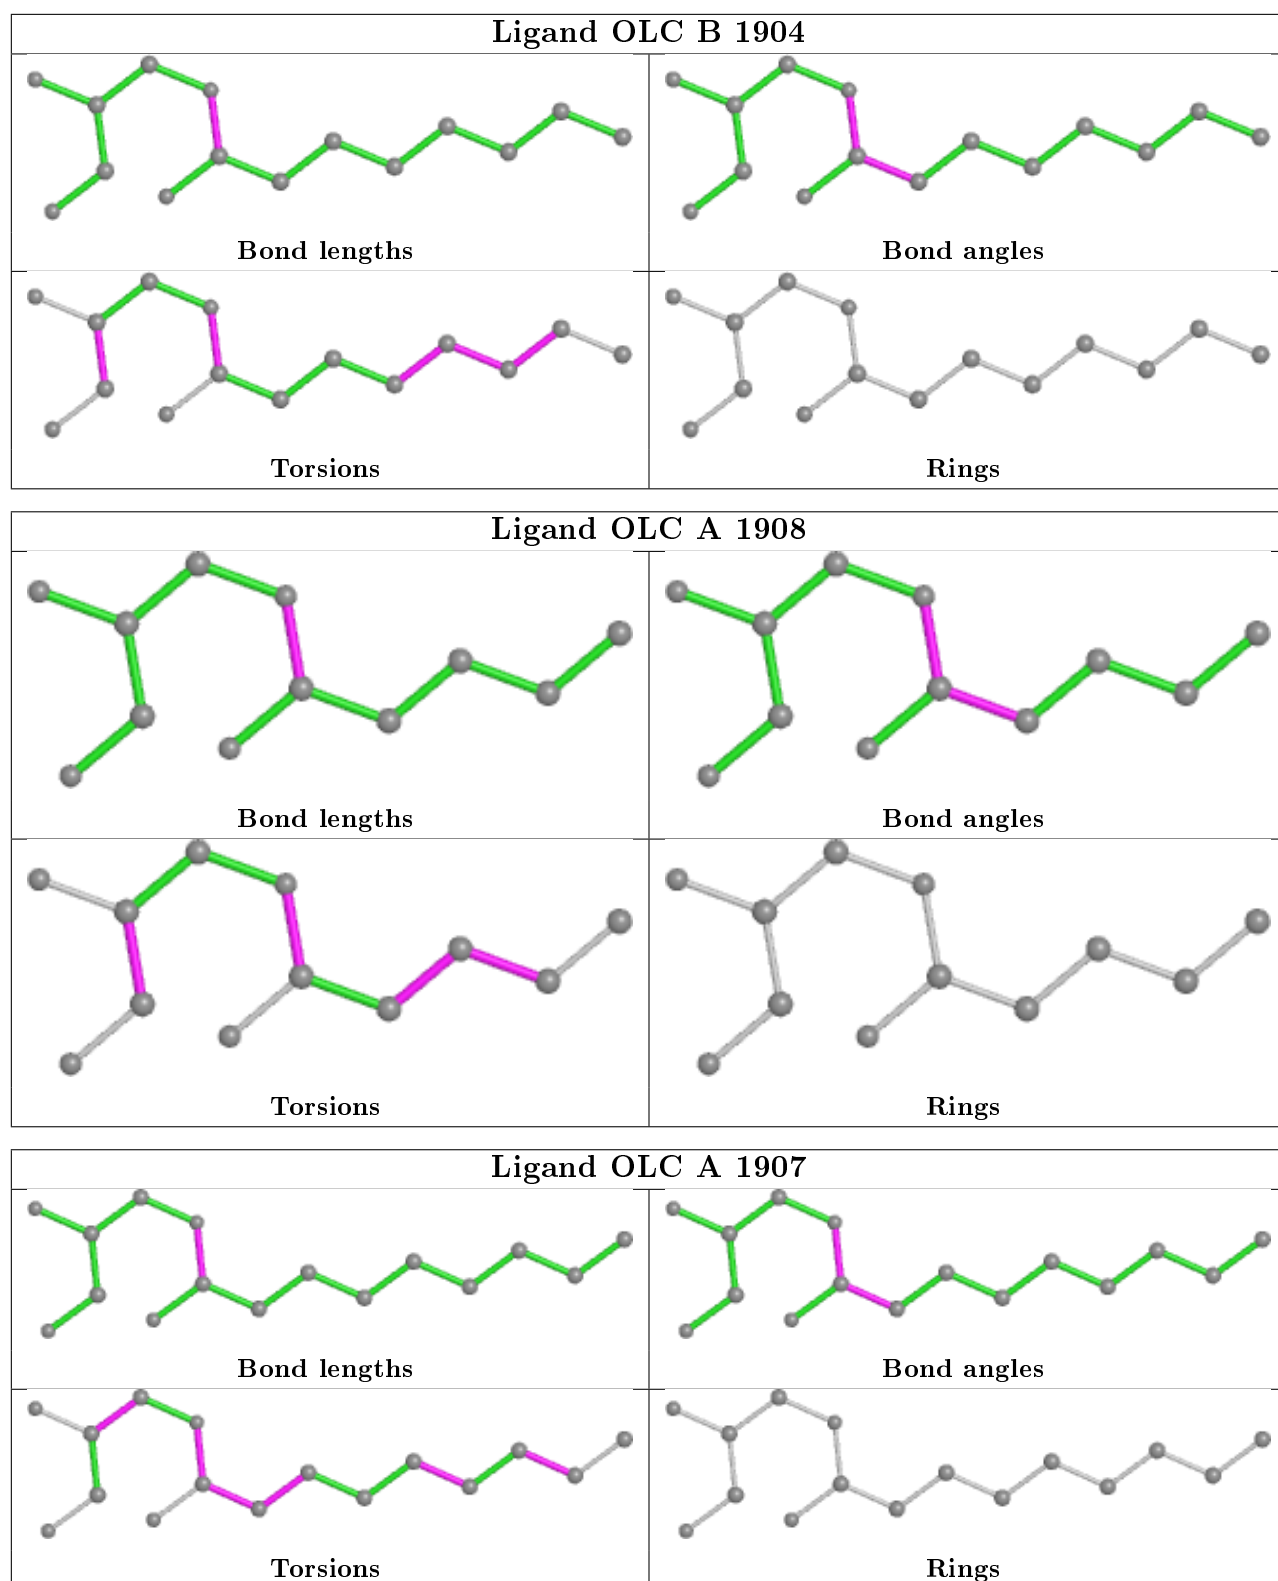 Ligand OLC B 1904
Bond lengths
Bond angles
Torsions
Rings
Ligand OLC A 1908
Bond lengths
Bond angles
Torsions
Rings
Ligand OLC A 1907
Bond lengths
Bond angles
Torsions
Rings